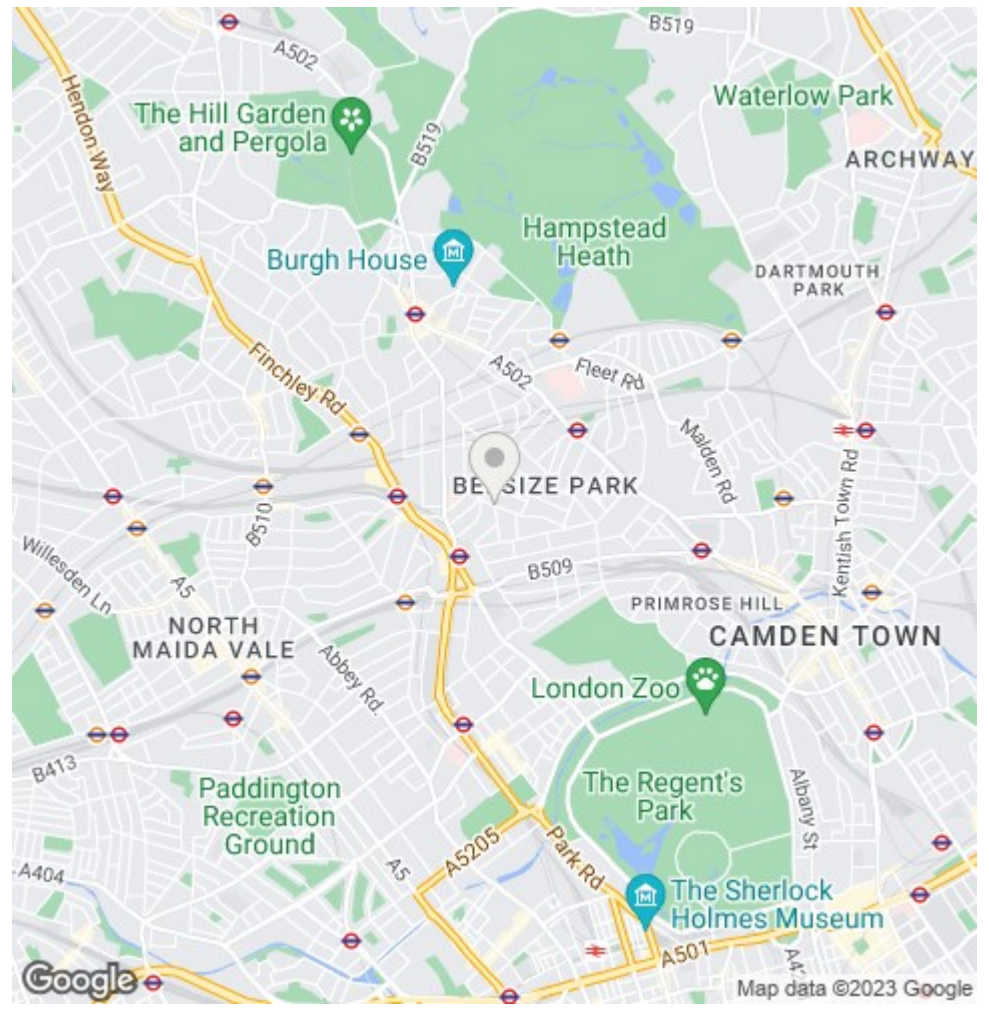 B519
A502
Waterlow Park
Hendon Way
The Hill Garden
and Pergola
B519
ARCHWAY
Hampstead
Heath
Burgh House
DARTMOUTH
PARK
A502
Fleet Rd
Finchley Rd
Malden Rd
BELSIZE PARK
Kentish Town Rd
B510
Willesden Ln
A5
B509
PRIMROSE HILL
NORTH
MAIDA VALE
CAMDEN TOWN
Abbey Rd.
London Zoo
B413
Paddington
Recreation
Ground
The Regent's
Park
Albany St
A5205
Park Rd
A404
A5
The Sherlock
Holmes Museum
A501
Google
Map data ©2023 Google